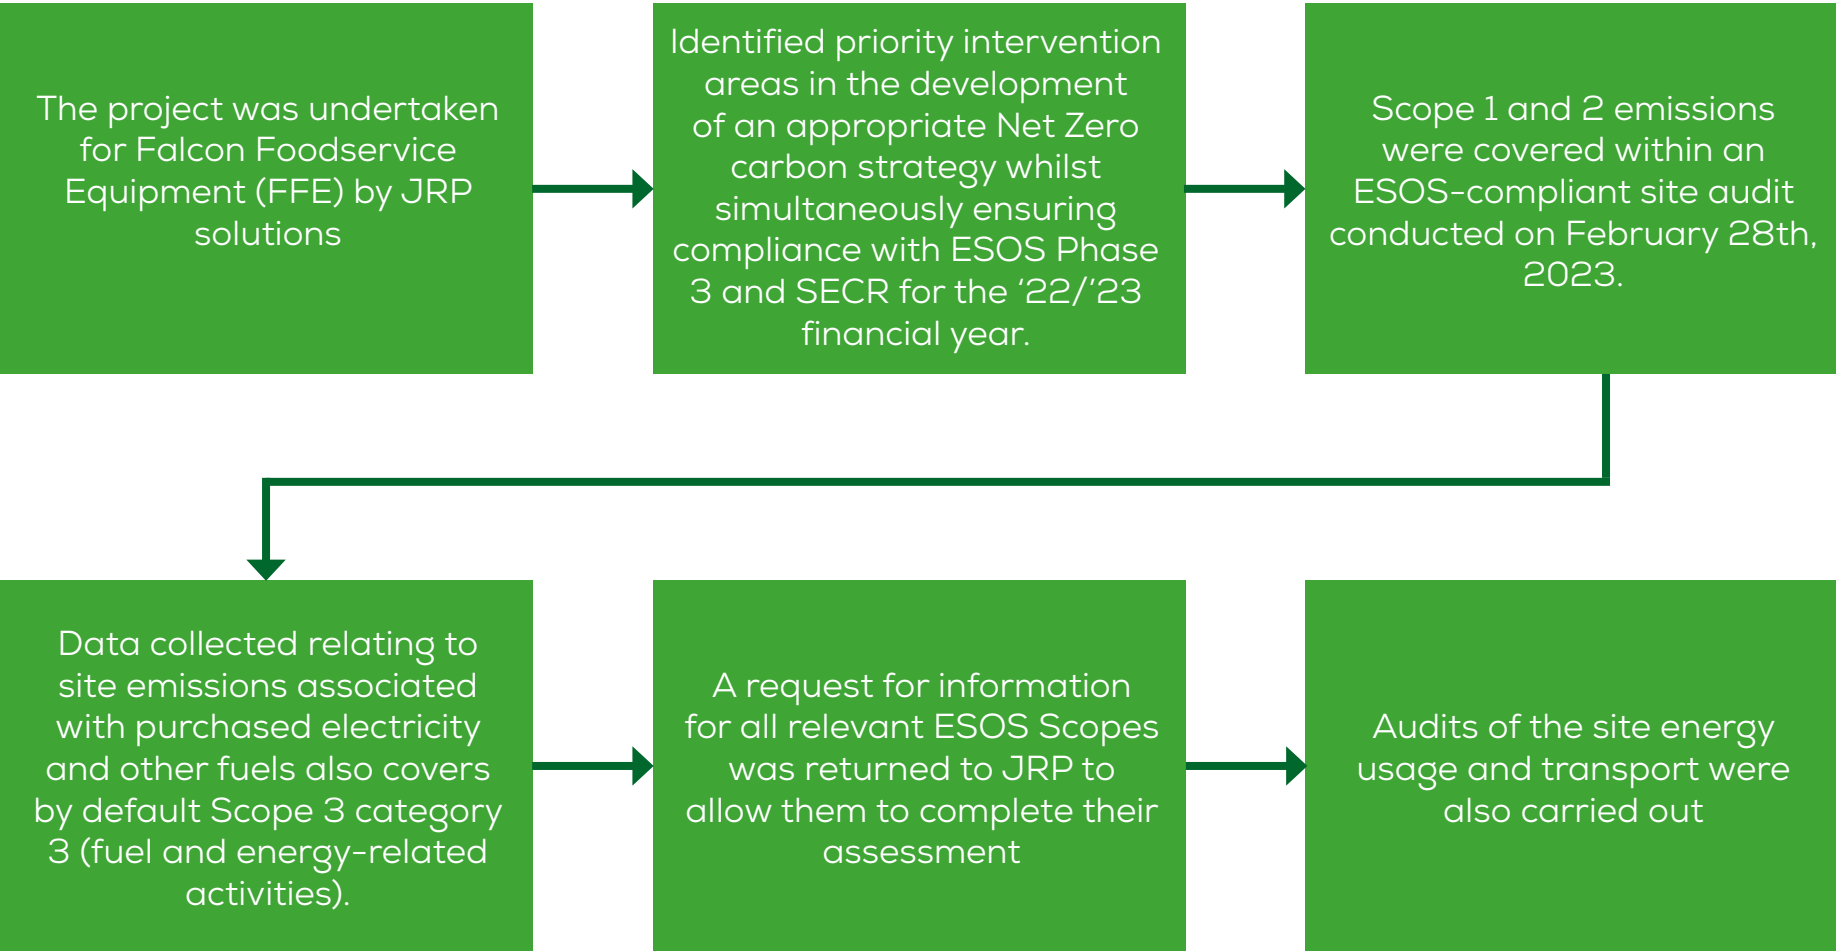 The project was undertaken
for Falcon Foodservice
Equipment (FFE) by JRP
solutions
Identified priority intervention
areas in the development
of an appropriate Net Zero
carbon strategy whilst
simultaneously ensuring
compliance with ESOS Phase
3 and SECR for the ‘22/’23
financial year.
Scope 1 and 2 emissions
were covered within an
ESOS-compliant site audit
conducted on February 28th,
2023.
Data collected relating to
site emissions associated
with purchased electricity
and other fuels also covers
by default Scope 3 category
3 (fuel and energy-related
activities).
A request for information
for all relevant ESOS Scopes
was returned to JRP to
allow them to complete their
assessment
Audits of the site energy
usage and transport were
also carried out